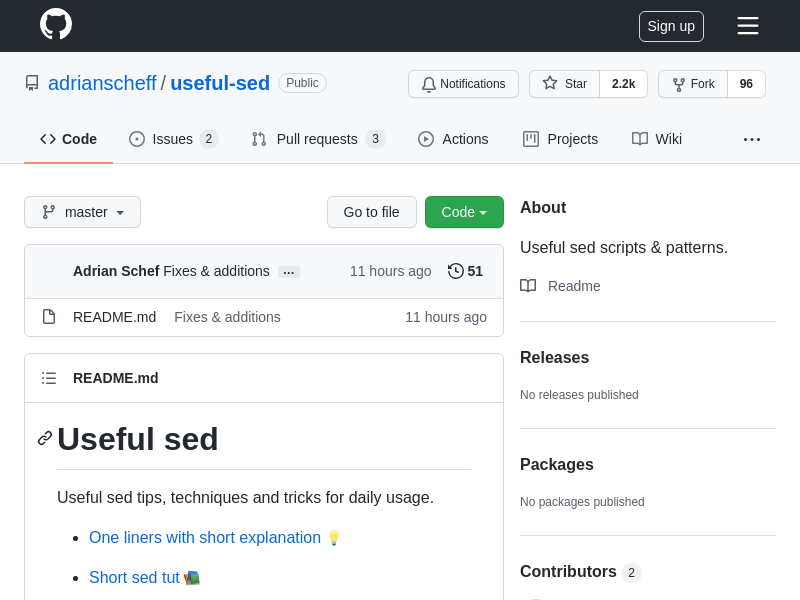 Sign up
adrianscheff / useful-sed Public
Notifications Star 2.2k Fork 96
Code Issues 2 Pull requests 3 Actions Projects Wiki ...
master Go to file Code
Adrian Schef Fixes & additions ... 11 hours ago 51
README.md Fixes & additions 11 hours ago
README.md
Useful sed
Useful sed tips, techniques and tricks for daily usage.
• One liners with short explanation 💡
• Short sed tut
About
Useful sed scripts & patterns.
Readme
Releases
No releases published
Packages
No packages published
Contributors 2